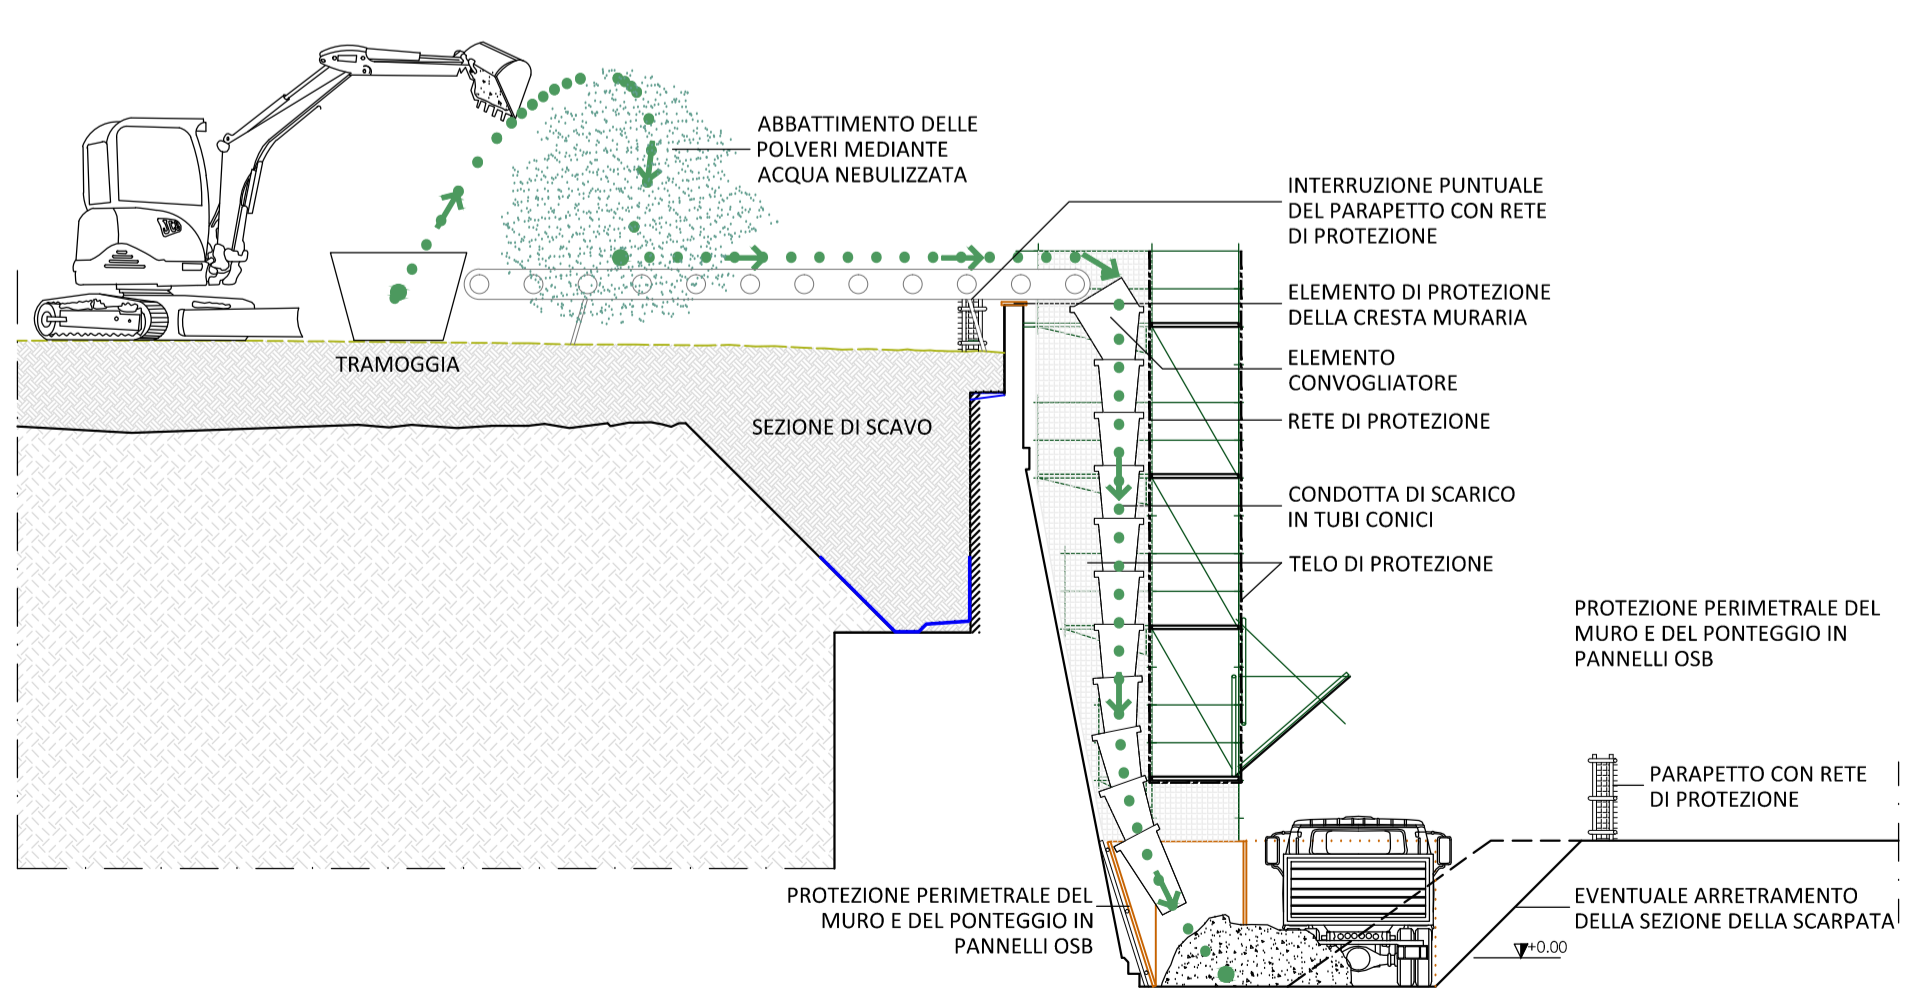 ABBATTIMENTO DELLE
POLVERI MEDIANTE
ACQUA NEBULIZZATA
INTERRUZIONE PUNTUALE
DEL PARAPETTO CON RETE
DI PROTEZIONE
JCB
ELEMENTO DI PROTEZIONE
DELLA CRESTA MURARIA
TRAMOGGIA
ELEMENTO
CONVOGLIATORE
SEZIONE DI SCAVO
RETE DI PROTEZIONE
CONDOTTA DI SCARICO
IN TUBI CONICI
TELO DI PROTEZIONE
PROTEZIONE PERIMETRALE DEL
MURO E DEL PONTEGGIO IN
PANNELLI OSB
PARAPETTO CON RETE
DI PROTEZIONE
PROTEZIONE PERIMETRALE DEL
MURO E DEL PONTEGGIO IN
PANNELLI OSB
EVENTUALE ARRETRAMENTO
DELLA SEZIONE DELLA SCARPATA
+0.00